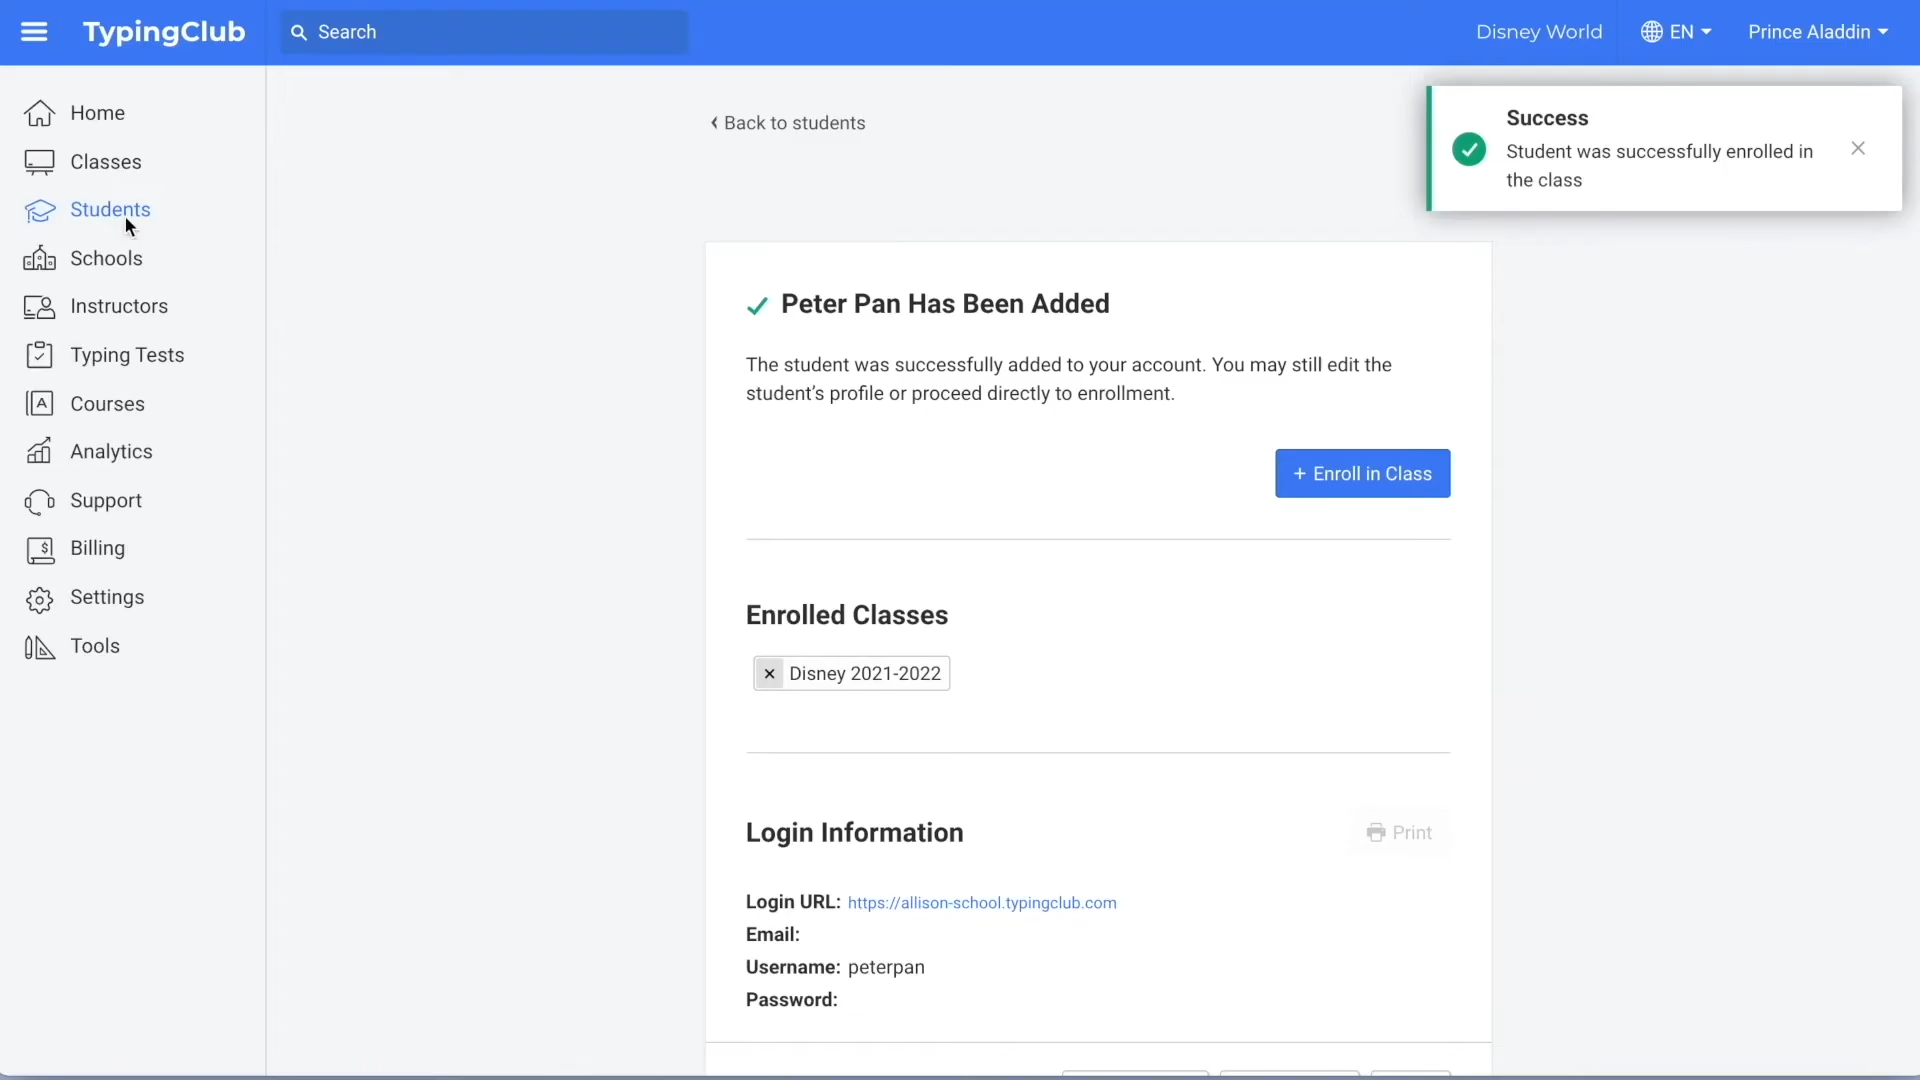 TypingClub
Search
Disney World
EN
Prince Aladdin
Home
Classes
Students
Schools
Instructors
Typing Tests
Courses
Analytics
Support
Billing
Settings
Tools
Back to students
Success
Student was successfully enrolled in
the class
Peter Pan Has Been Added
The student was successfully added to your account. You may still edit the
student’s profile or proceed directly to enrollment.
+ Enroll in Class
Enrolled Classes
× Disney 2021-2022
Login Information
Print
Login URL: https://allison-school.typingclub.com
Email:
Username: peterpan
Password: